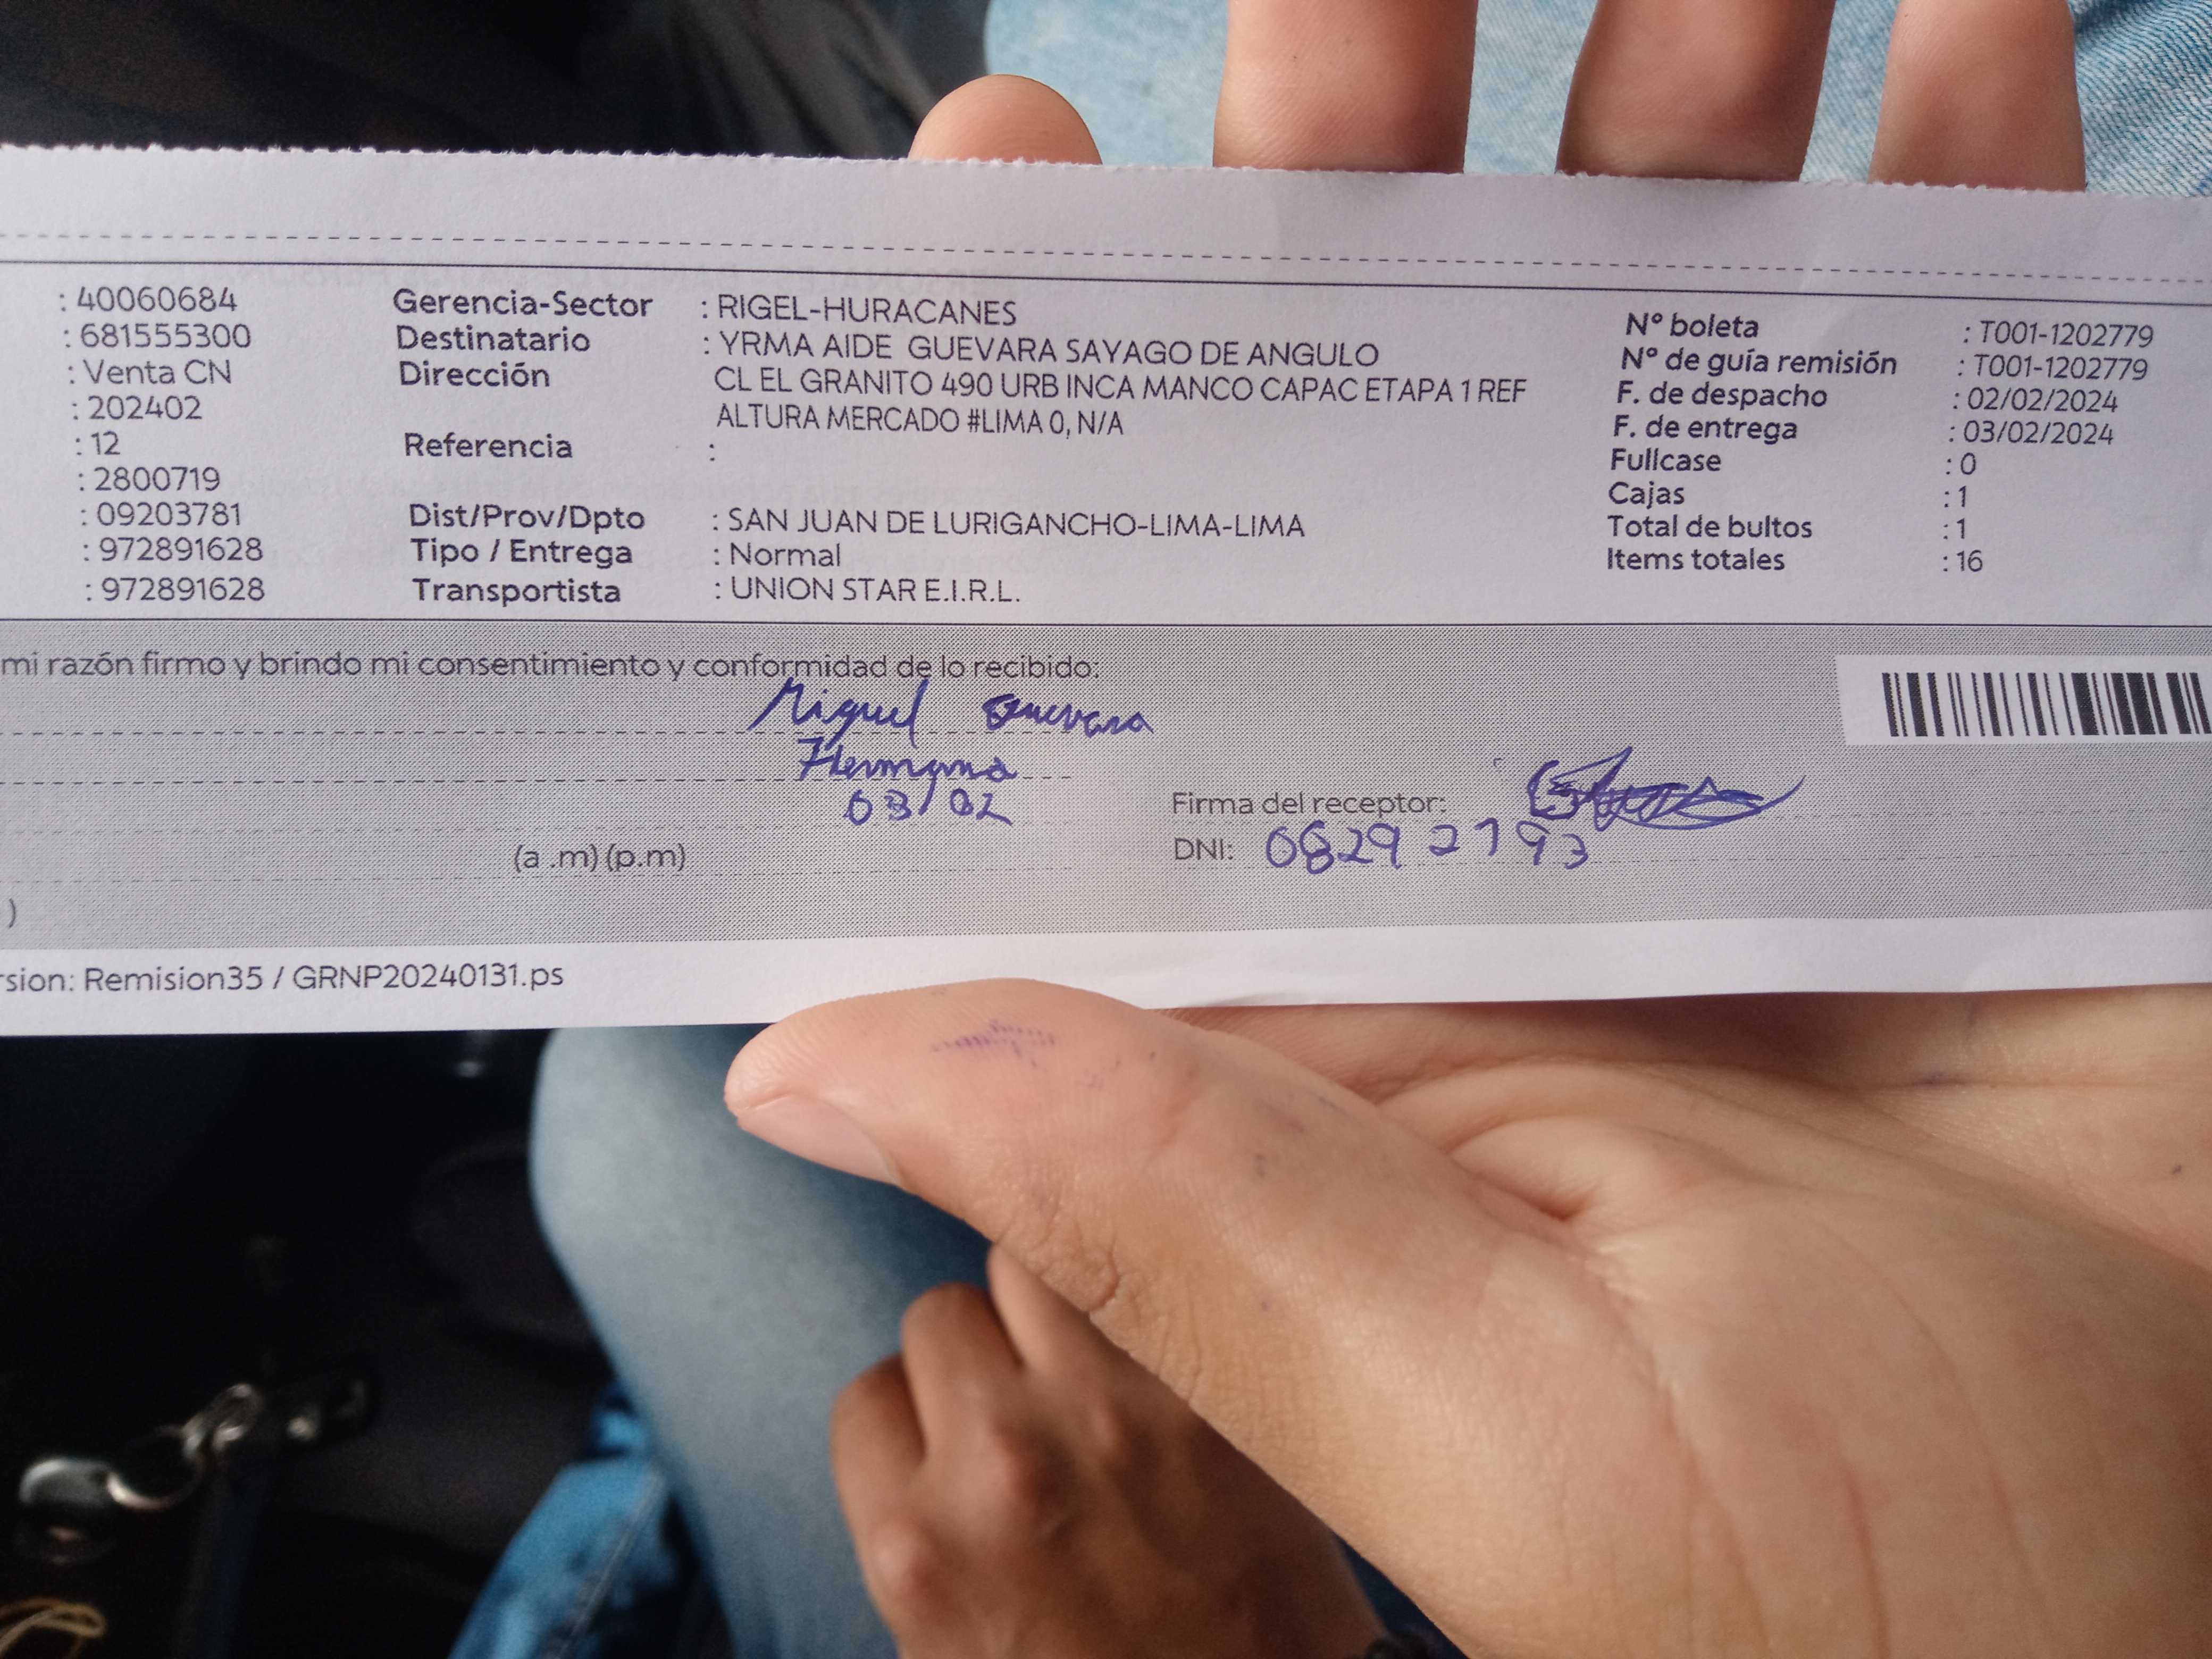 : 40060684
: 681555300
: Venta CN
: 202402
: 12
: 2800719
: 09203781
: 972891628
: 972891628
Gerencia-Sector : RIGEL-HURACANES
Destinatario : YRMA AIDE GUEVARA SAYAGO DE ANGULO
Dirección CL EL GRANITO 490 URB INCA MANCO CAPAC ETAPA 1 REF
ALTURA MERCADO #LIMA 0, N/A
Referencia :
Dist/Prov/Dpto : SAN JUAN DE LURIGANCHO-LIMA-LIMA
Tipo / Entrega : Normal
Transportista : UNION STAR E.I.R.L.
Nº boleta : T001-1202779
Nº de guía remisión : T001-1202779
F. de despacho : 02/02/2024
F. de entrega : 03/02/2024
Fullcase : 0
Cajas : 1
Total de bultos : 1
Items totales : 16
mi razón firmo y brindo mi consentimiento y conformidad de lo recibido:
Miguel Guevara
03/02
Firma del receptor:
(a .m) (p.m)
DNI: 08292793
)
rsion: Remision35 / GRNP20240131.ps